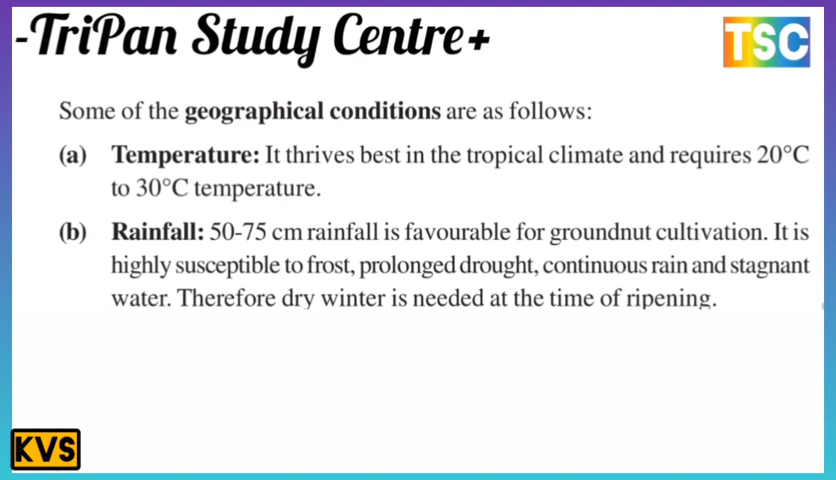 -TriPan Study Centre+
TSC
Some of the geographical conditions are as follows:
(a) Temperature: It thrives best in the tropical climate and requires 20°C
to 30°C temperature.
(b) Rainfall: 50-75 cm rainfall is favourable for groundnut cultivation. It is
highly susceptible to frost, prolonged drought, continuous rain and stagnant
water. Therefore dry winter is needed at the time of ripening.
KVS